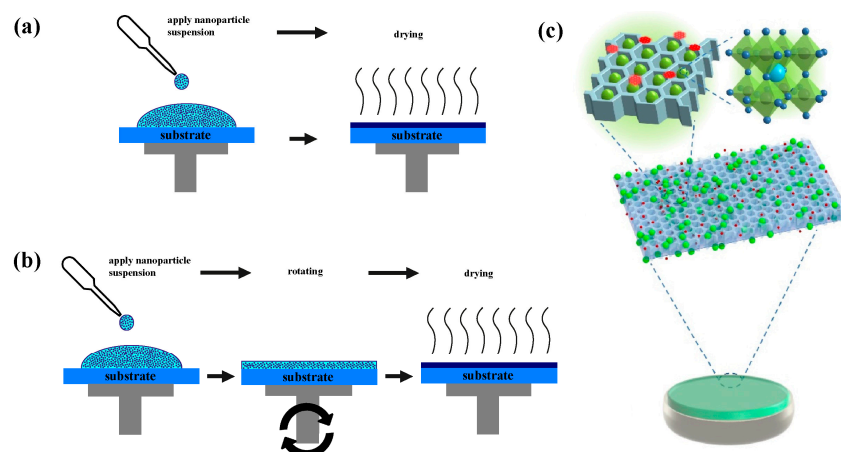 (a)
apply nanoparticle
suspension
drying
substrate
substrate
(b)
apply nanoparticle
suspension
rotating
drying
substrate
substrate
substrate
(c)